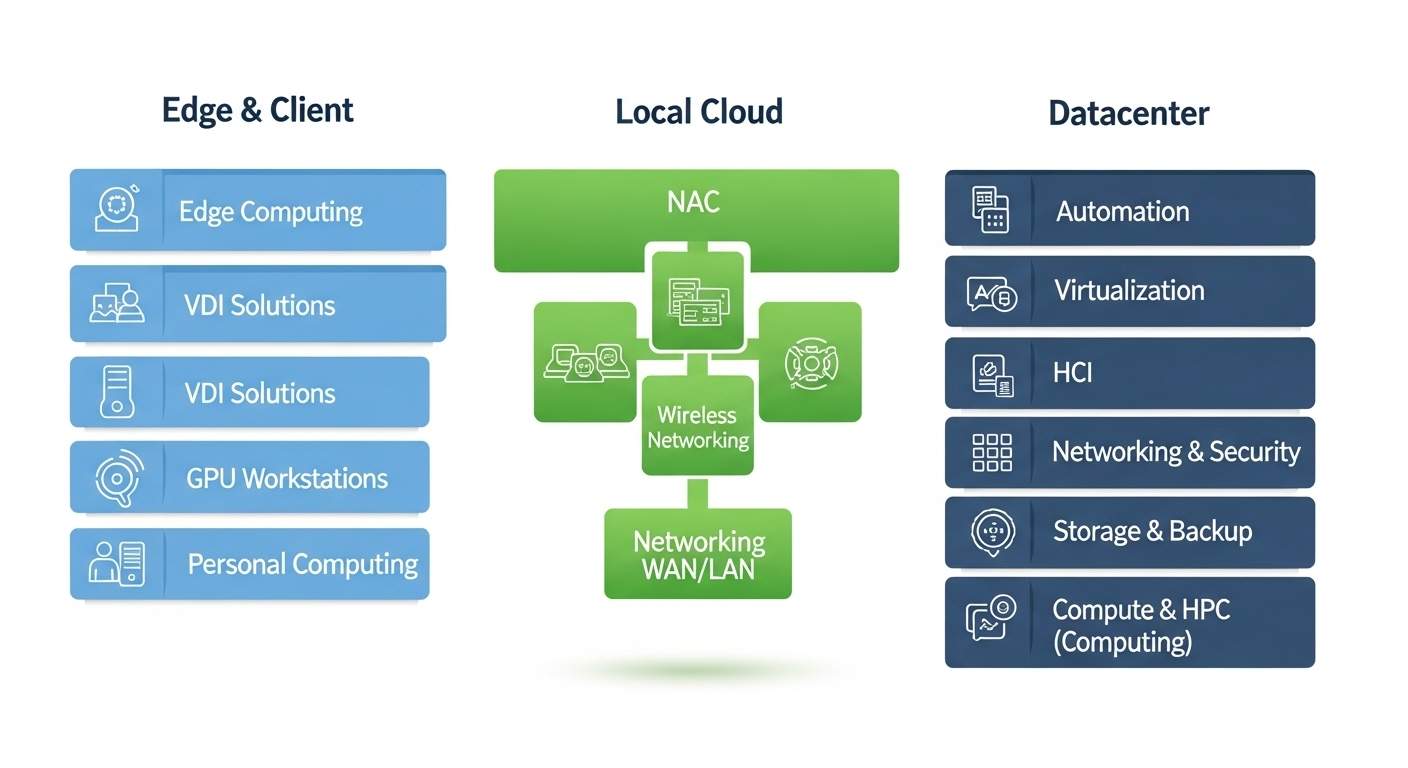 Edge & Client
Edge Computing
VDI Solutions
VDI Solutions
GPU Workstations
Personal Computing
Local Cloud
NAC
Wireless
Networking
Networking
WAN/LAN
Datacenter
Automation
Virtualization
HCI
Networking & Security
Storage & Backup
Compute & HPC
(Computing)